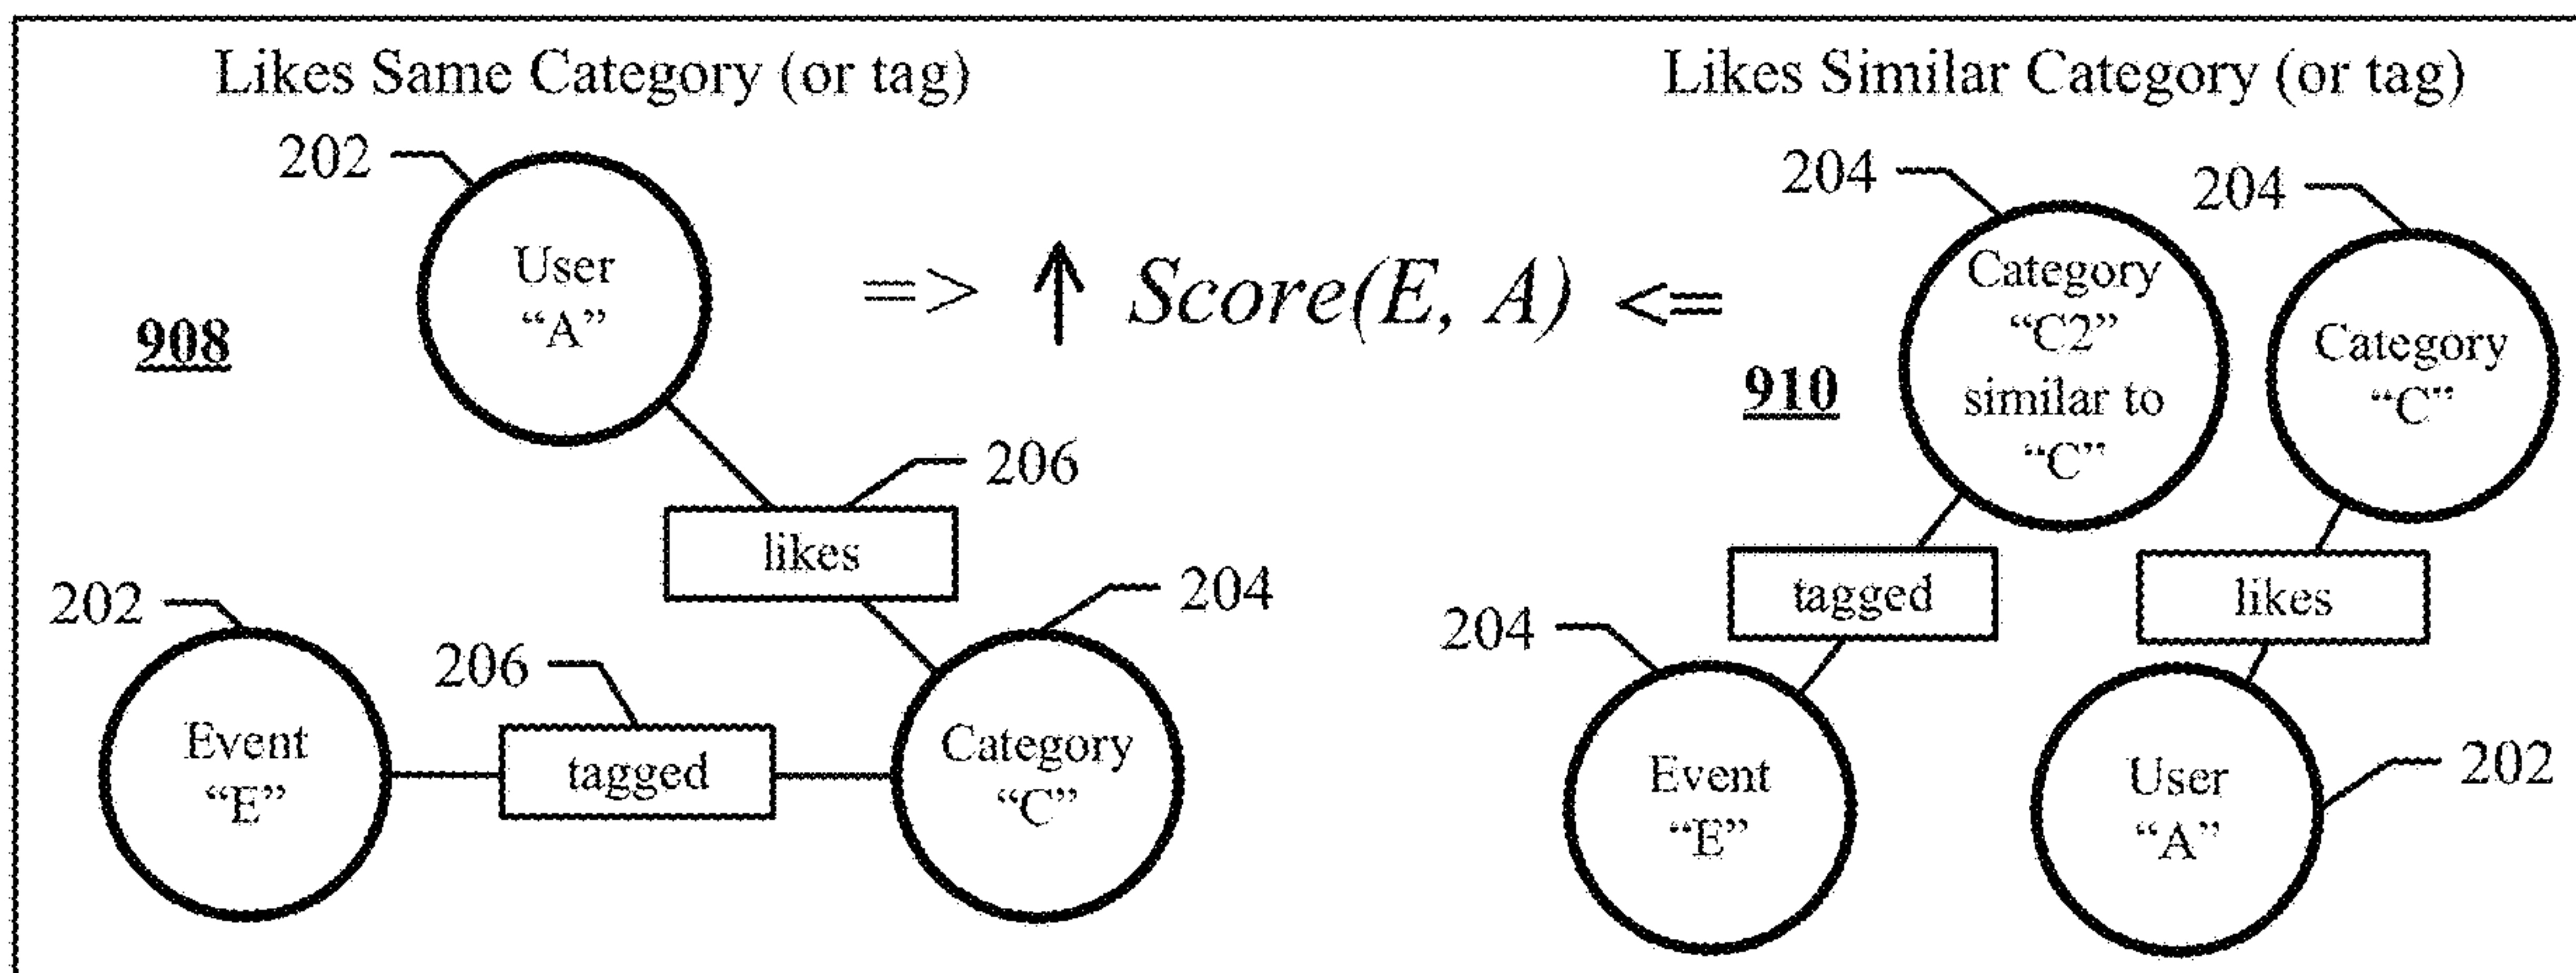 Likes Same Category (or tag)
202
User
“A”
908
=> ↑ Score(E, A) <=
206
likes
202
Event
“E”
206
tagged
204
Category
“C”
Likes Similar Category (or tag)
204
Category
“C2”
similar to
“C”
204
Category
“C”
910
tagged
likes
204
Event
“E”
User
“A”
202